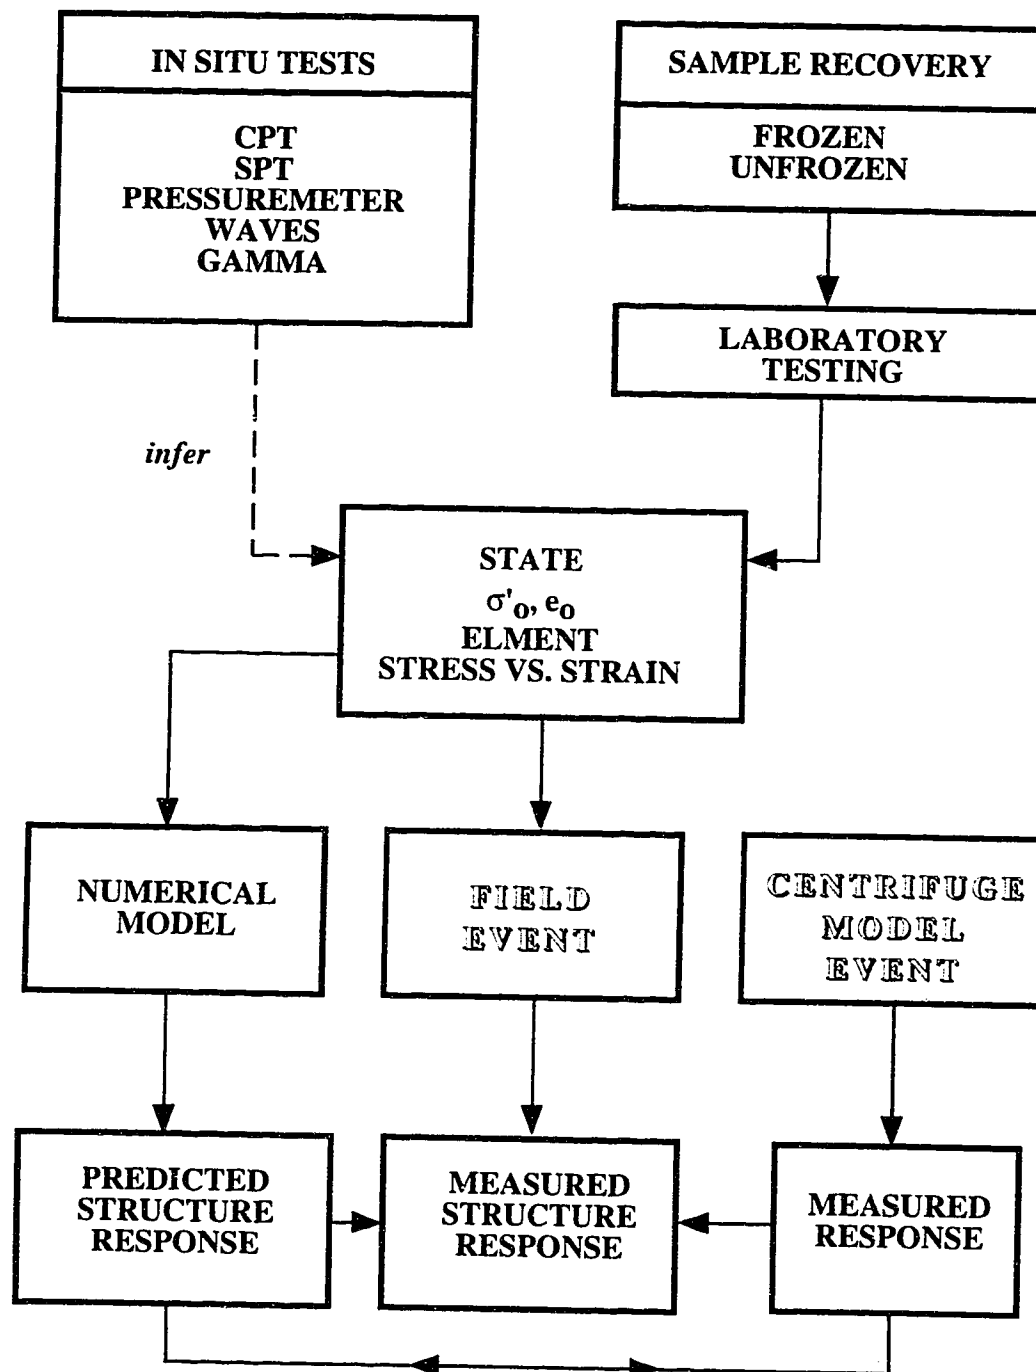 IN SITU TESTS
CPT
SPT
PRESSUREMETER
WAVES
GAMMA
SAMPLE RECOVERY
FROZEN
UNFROZEN
LABORATORY
TESTING
infer
STATE
σ'o, eo
ELMENT
STRESS VS. STRAIN
NUMERICAL
MODEL
FIELD
EVENT
CENTRIFUGE
MODEL
EVENT
PREDICTED
STRUCTURE
RESPONSE
MEASURED
STRUCTURE
RESPONSE
MEASURED
RESPONSE